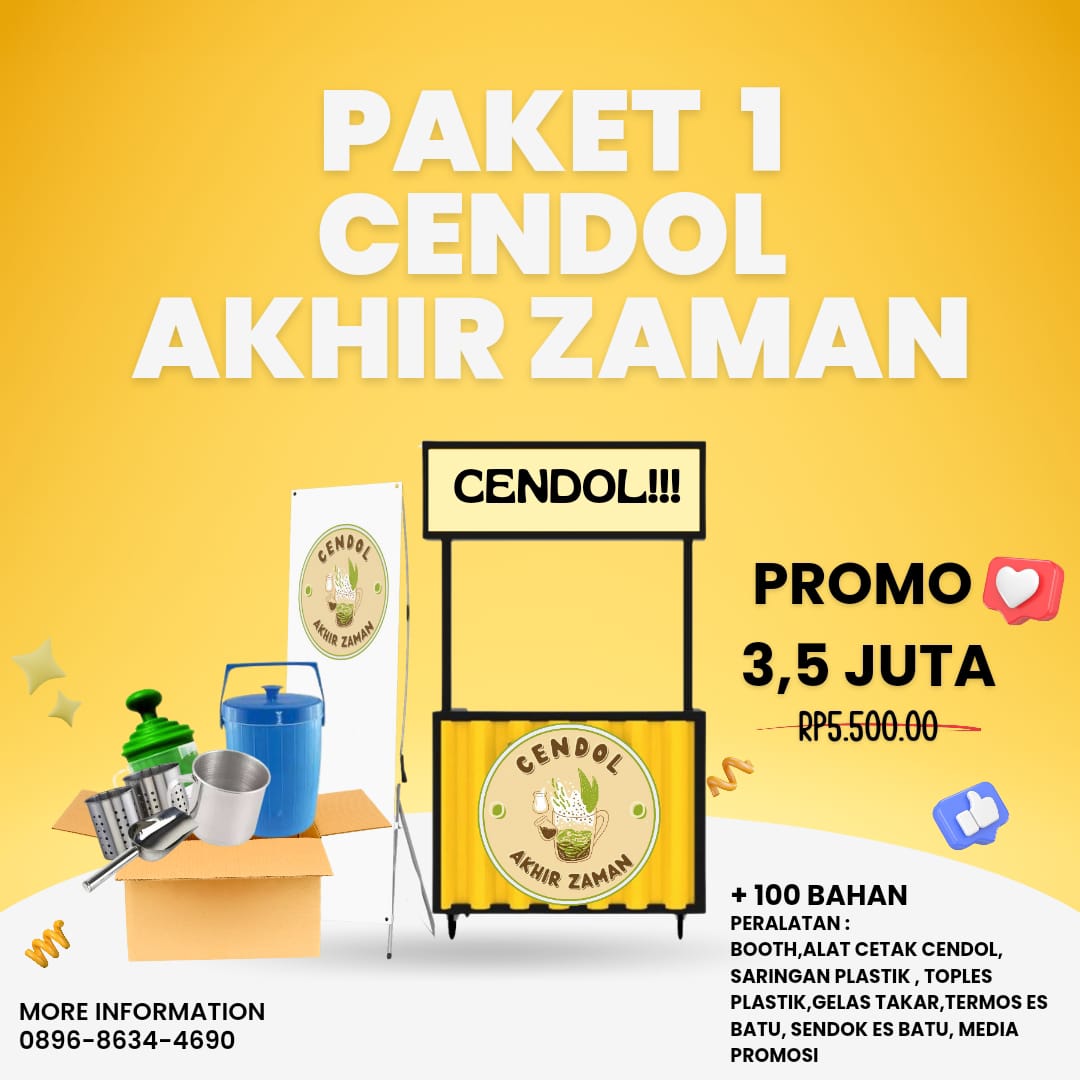 PAKET 1
CENDOL
AKHIR ZAMAN
CENDOL!!!
CENDOL
AKHIR ZAMAN
PROMO
3,5 JUTA
RP5.500.00
CENDOL
AKHIR ZAMAN
+ 100 BAHAN
PERALATAN :
BOOTH,ALAT CETAK CENDOL,
SARINGAN PLASTIK , TOPLES
PLASTIK,GELAS TAKAR,TERMOS ES
BATU, SENDOK ES BATU, MEDIA
PROMOSI
MORE INFORMATION
0896-8634-4690